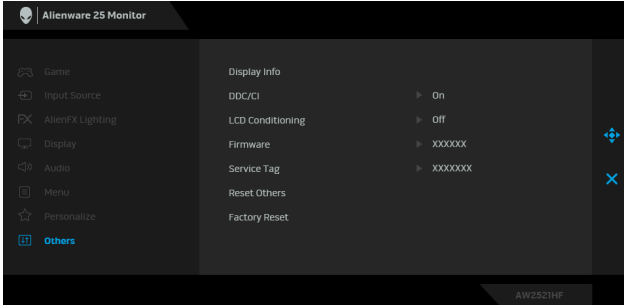 Alienware 25 Monitor
Game
Input Source
AlienFX Lighting
Display
Audio
Menu
Personalize
Others
Display Info
DDC/CI On
LCD Conditioning Off
Firmware XXXXXX
Service Tag XXXXXXX
Reset Others
Factory Reset
AW2521HF